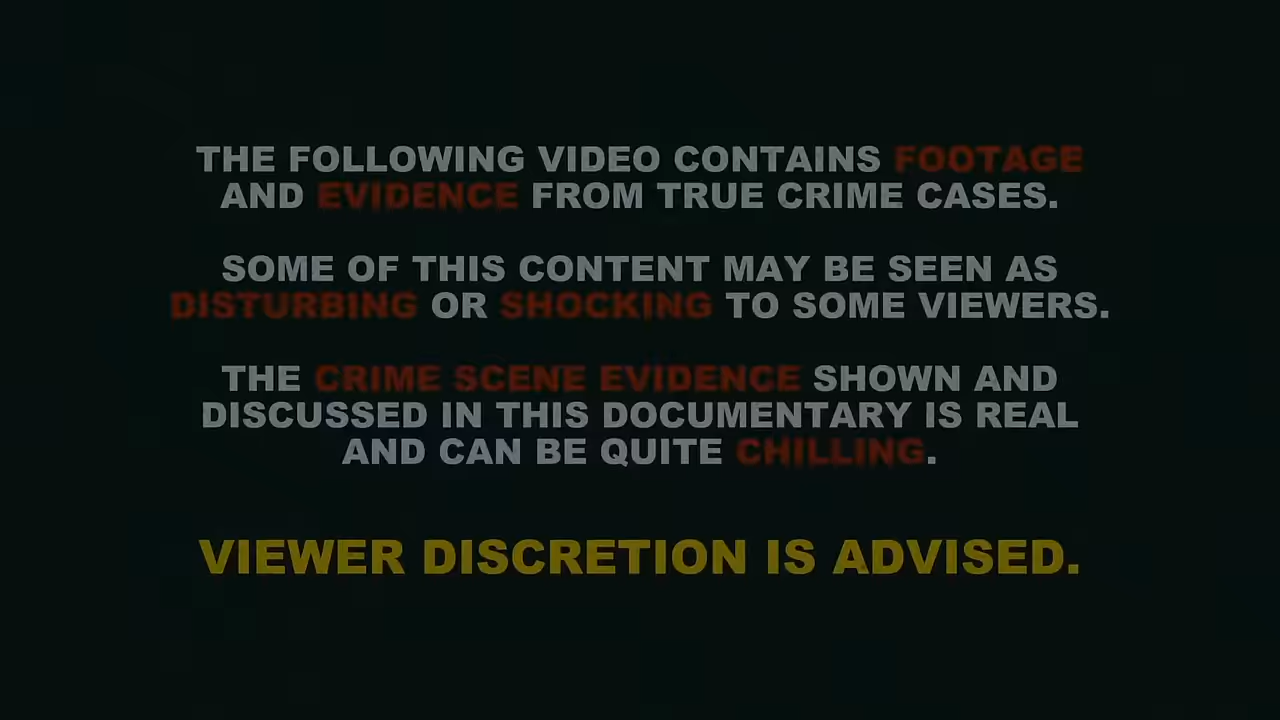 THE FOLLOWING VIDEO CONTAINS FOOTAGE
AND EVIDENCE FROM TRUE CRIME CASES.
SOME OF THIS CONTENT MAY BE SEEN AS
DISTURBING OR SHOCKING TO SOME VIEWERS.
THE CRIME SCENE EVIDENCE SHOWN AND
DISCUSSED IN THIS DOCUMENTARY IS REAL
AND CAN BE QUITE CHILLING.
VIEWER DISCRETION IS ADVISED.